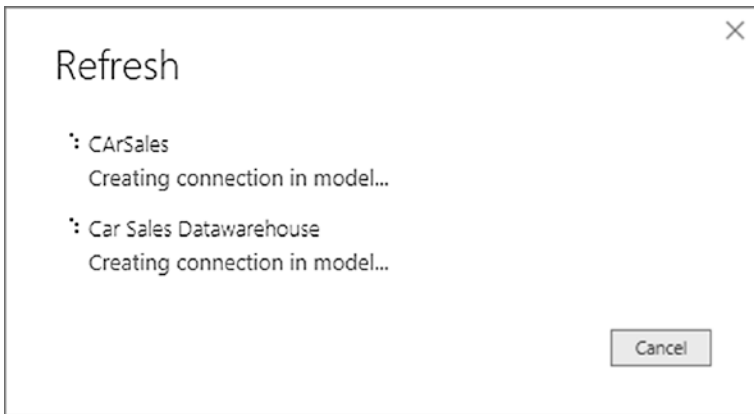 Refresh
CArSales
Creating connection in model...
Car Sales Datawarehouse
Creating connection in model...
Cancel